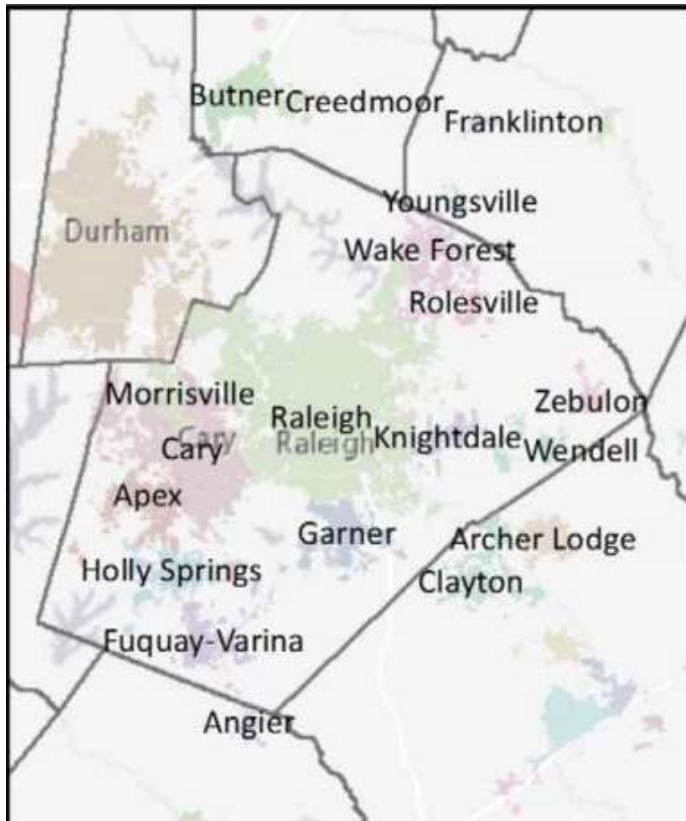 Butner
Creedmoor
Franklinton
Youngsville
Durham
Wake Forest
Rolesville
Morrisville
Zebulon
Raleigh
Cary
Raleigh
Knightdale
Cary
Wendell
Apex
Garner
Archer Lodge
Holly Springs
Clayton
Fuquay-Varina
Angier